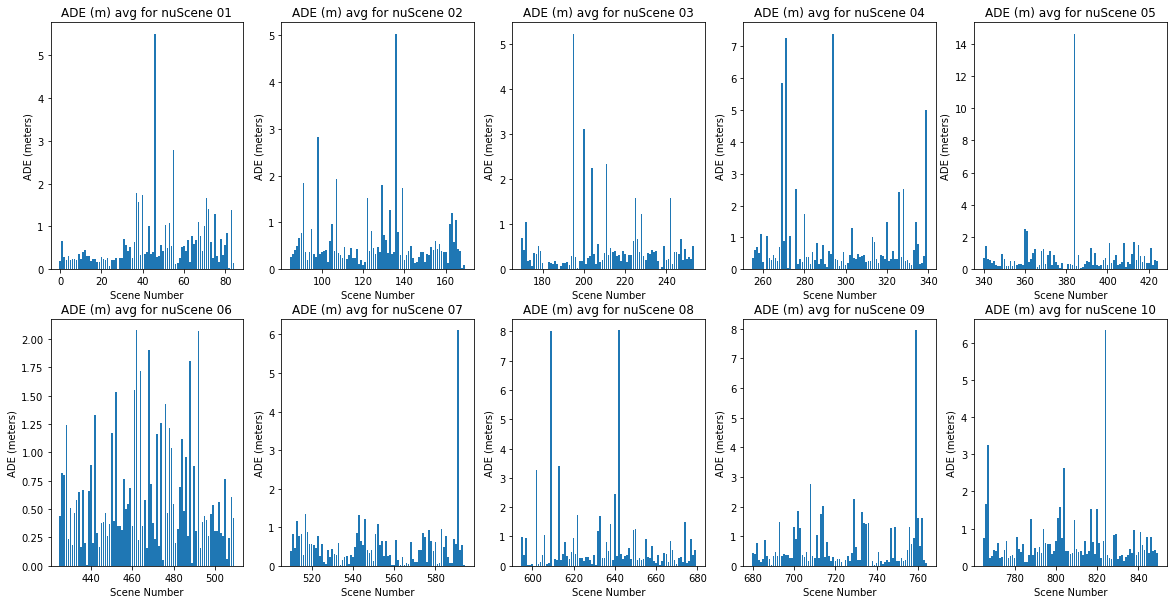 ADE (m) avg for nuScene 01
ADE (meters)
5
4
3
2
1
0
0 20 40 60 80
Scene Number
ADE (m) avg for nuScene 02
ADE (meters)
5
4
3
2
1
0
100 120 140 160
Scene Number
ADE (m) avg for nuScene 03
ADE (meters)
5
4
3
2
1
0
180 200 220 240
Scene Number
ADE (m) avg for nuScene 04
ADE (meters)
7
6
5
4
3
2
1
0
260 280 300 320 340
Scene Number
ADE (m) avg for nuScene 05
ADE (meters)
14
12
10
8
6
4
2
0
340 360 380 400 420
Scene Number
ADE (m) avg for nuScene 06
ADE (meters)
2.00
1.75
1.50
1.25
1.00
0.75
0.50
0.25
0.00
440 460 480 500
Scene Number
ADE (m) avg for nuScene 07
ADE (meters)
6
5
4
3
2
1
0
520 540 560 580
Scene Number
ADE (m) avg for nuScene 08
ADE (meters)
8
7
6
5
4
3
2
1
0
600 620 640 660 680
Scene Number
ADE (m) avg for nuScene 09
ADE (meters)
8
7
6
5
4
3
2
1
0
680 700 720 740 760
Scene Number
ADE (m) avg for nuScene 10
ADE (meters)
6
5
4
3
2
1
0
780 800 820 840
Scene Number